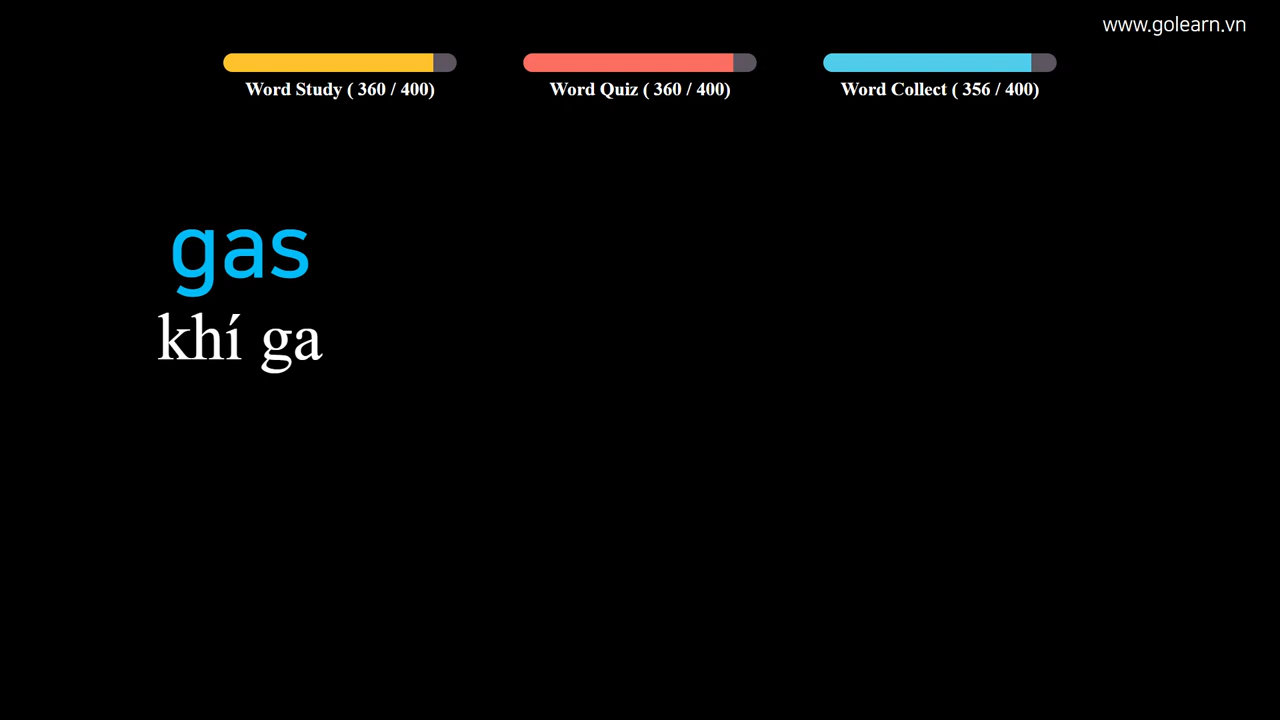 www.golearn.vn
Word Study ( 360 / 400)
Word Quiz ( 360 / 400)
Word Collect ( 356 / 400)
gas
khí ga